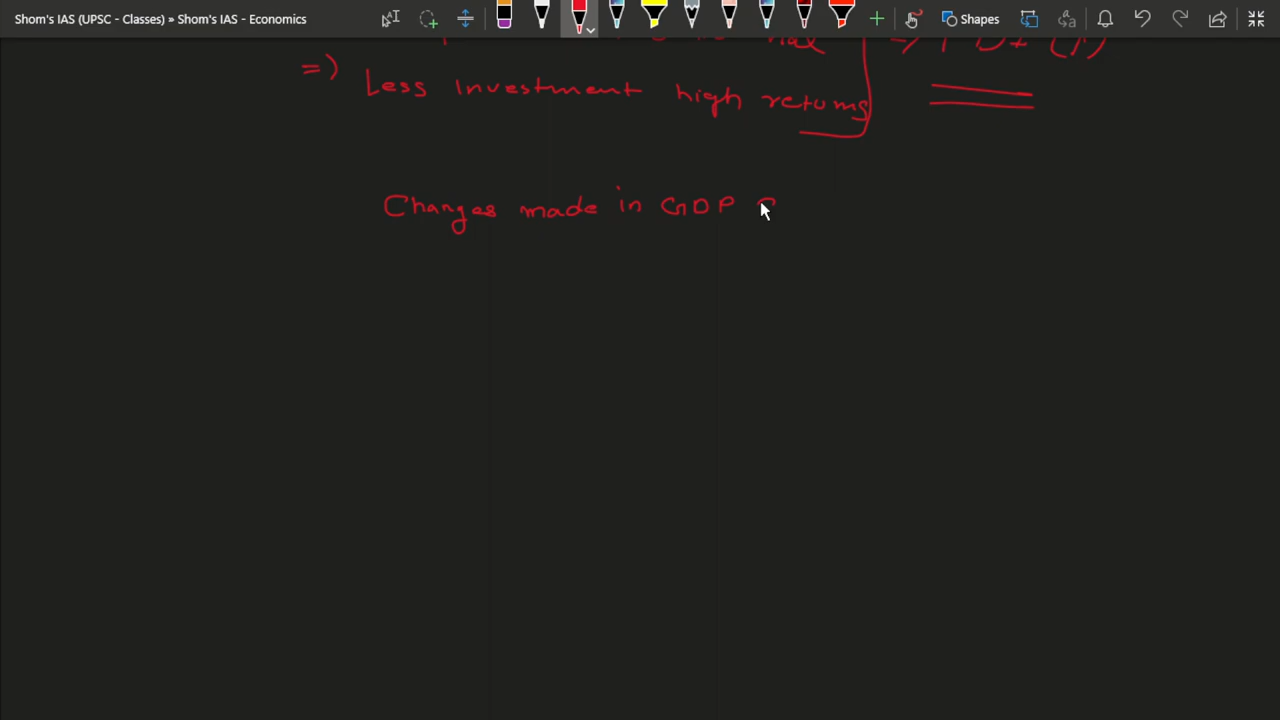 Shom's IAS (UPSC - Classes) » Shom's IAS - Economics
Shapes
=) Less investment high returns
Changes made in GDP